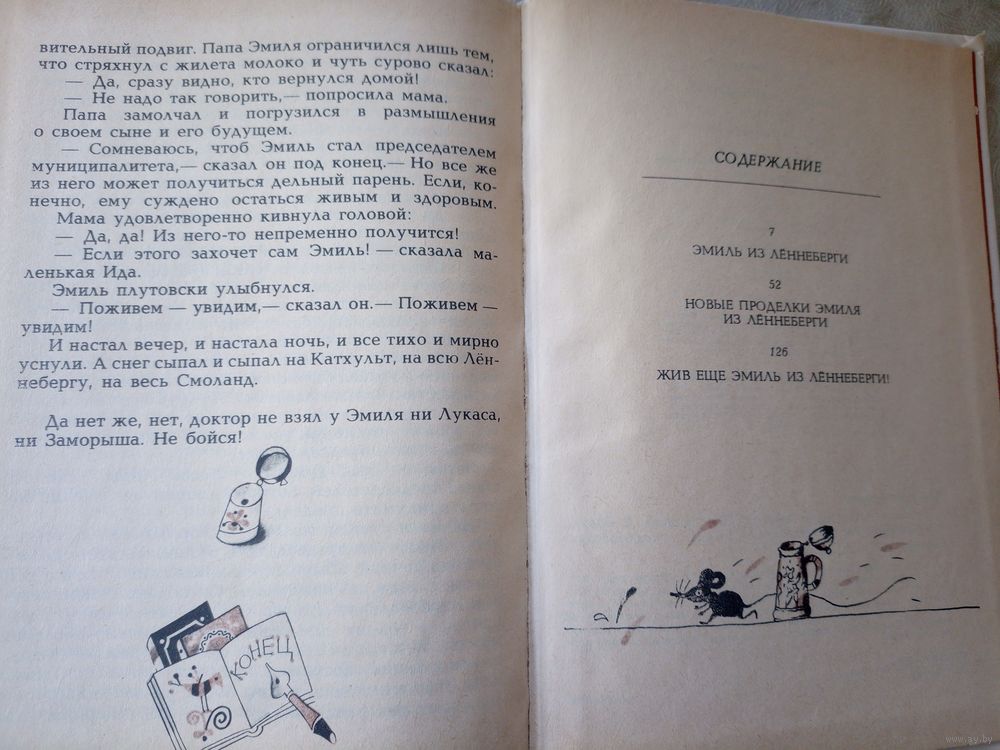 вительный подвиг. Папа Эмиля ограничился лишь тем,
что стряхнул с жилета молоко и чуть сурово сказал:
— Да, сразу видно, кто вернулся домой!
— Не надо так говорить,— попросила мама.
Папа замолчал и погрузился в размышления
о своем сыне и его будущем.
— Сомневаюсь, чтоб Эмиль стал председателем
муниципалитета,— сказал он под конец.— Но все же
из него может получиться дельный парень. Если, ко-
нечно, ему суждено остаться живым и здоровым.
Мама удовлетворенно кивнула головой:
— Да, да! Из него-то непременно получится!
— Если этого захочет сам Эмиль! — сказала ма-
ленькая Ида.
Эмиль плутовски улыбнулся.
— Поживем — увидим,— сказал он.— Поживем —
увидим!
И настал вечер, и настала ночь, и все тихо и мирно
уснули. А снег сыпал и сыпал на Катхульт, на всю Лён-
небергу, на весь Смоланд.
Да нет же, нет, доктор не взял у Эмиля ни Лукаса,
ни Заморыша. Не бойся!
КОНЕЦ
СОДЕРЖАНИЕ
7
ЭМИЛЬ ИЗ ЛЁННЕБЕРГИ
52
НОВЫЕ ПРОДЕЛКИ ЭМИЛЯ
ИЗ ЛЁННЕБЕРГИ
126
ЖИВ ЕЩЕ ЭМИЛЬ ИЗ ЛЁННЕБЕРГИ!
www.ay.by